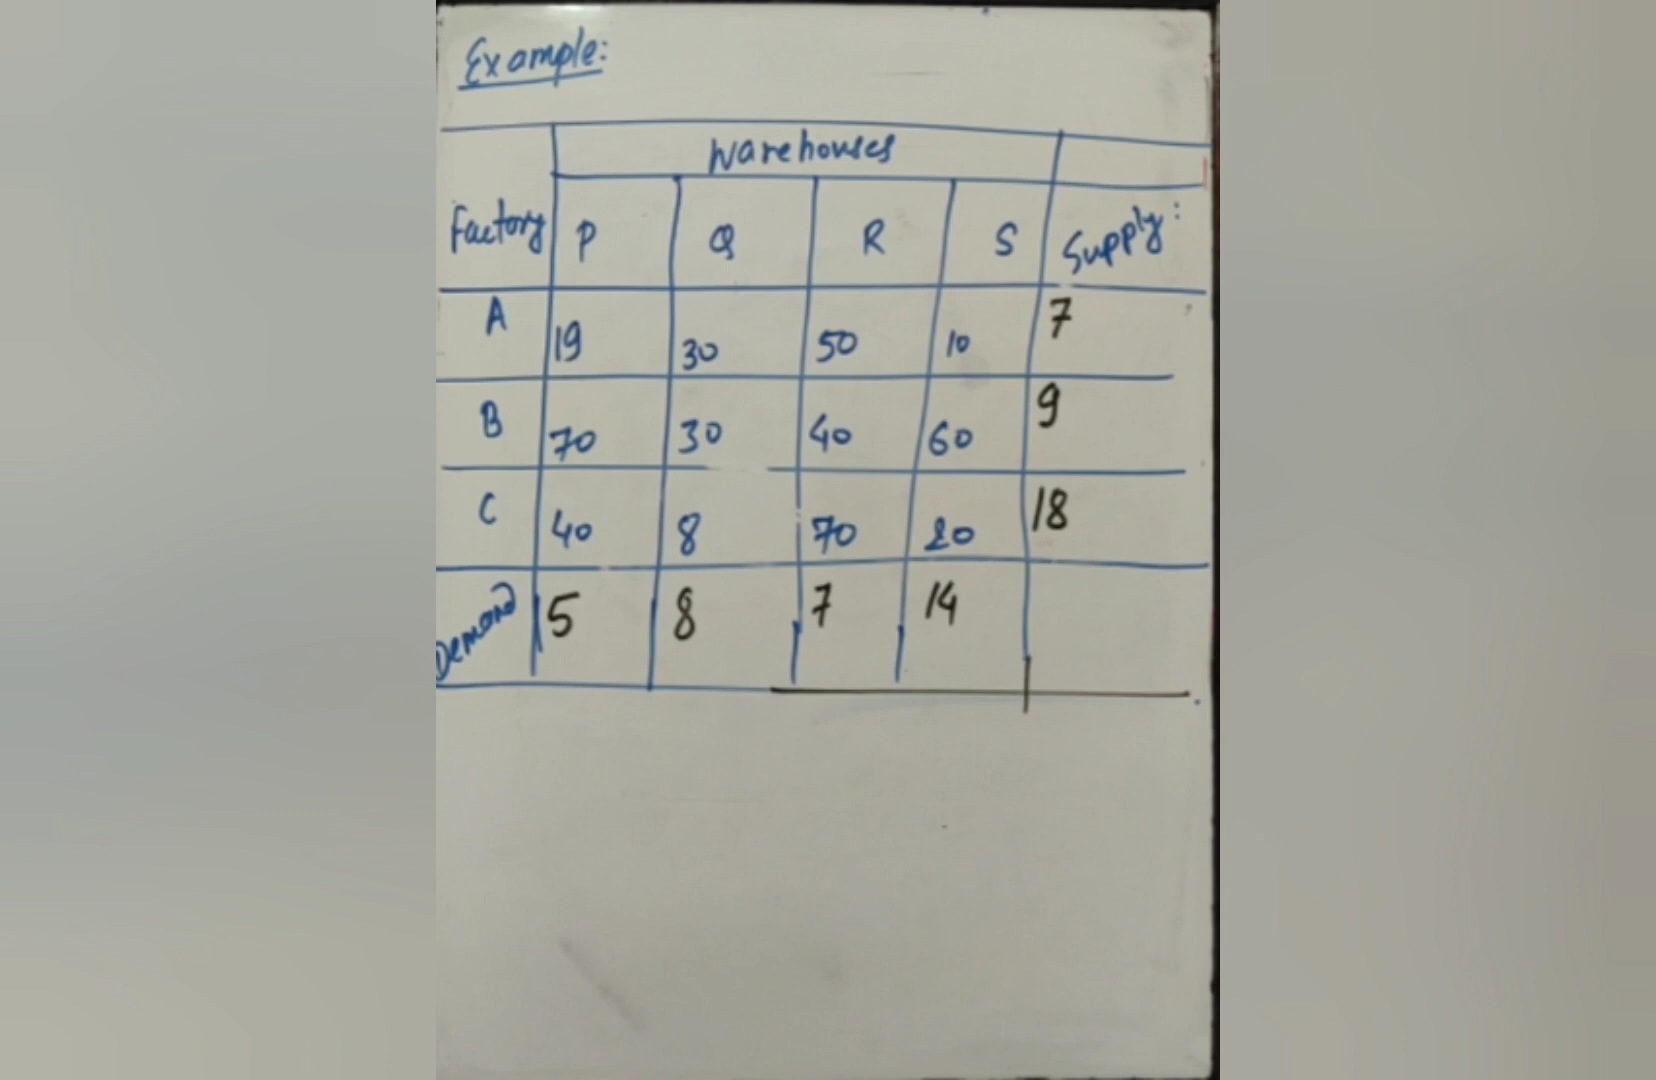 Example:
Warehouses
Factory P Q R S Supply:
A 19 30 50 10 7
B 70 30 40 60 9
C 40 8 70 20 18
Demand 5 8 7 14